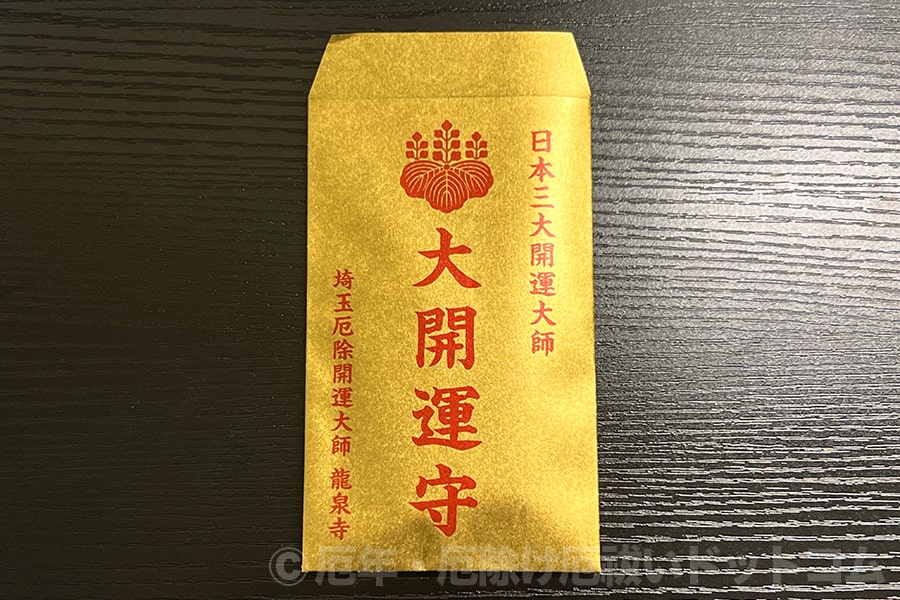 日本三大開運大師
大開運守
埼玉厄除開運大師 龍泉寺
© 厄年・厄除け厄祓いドットコム